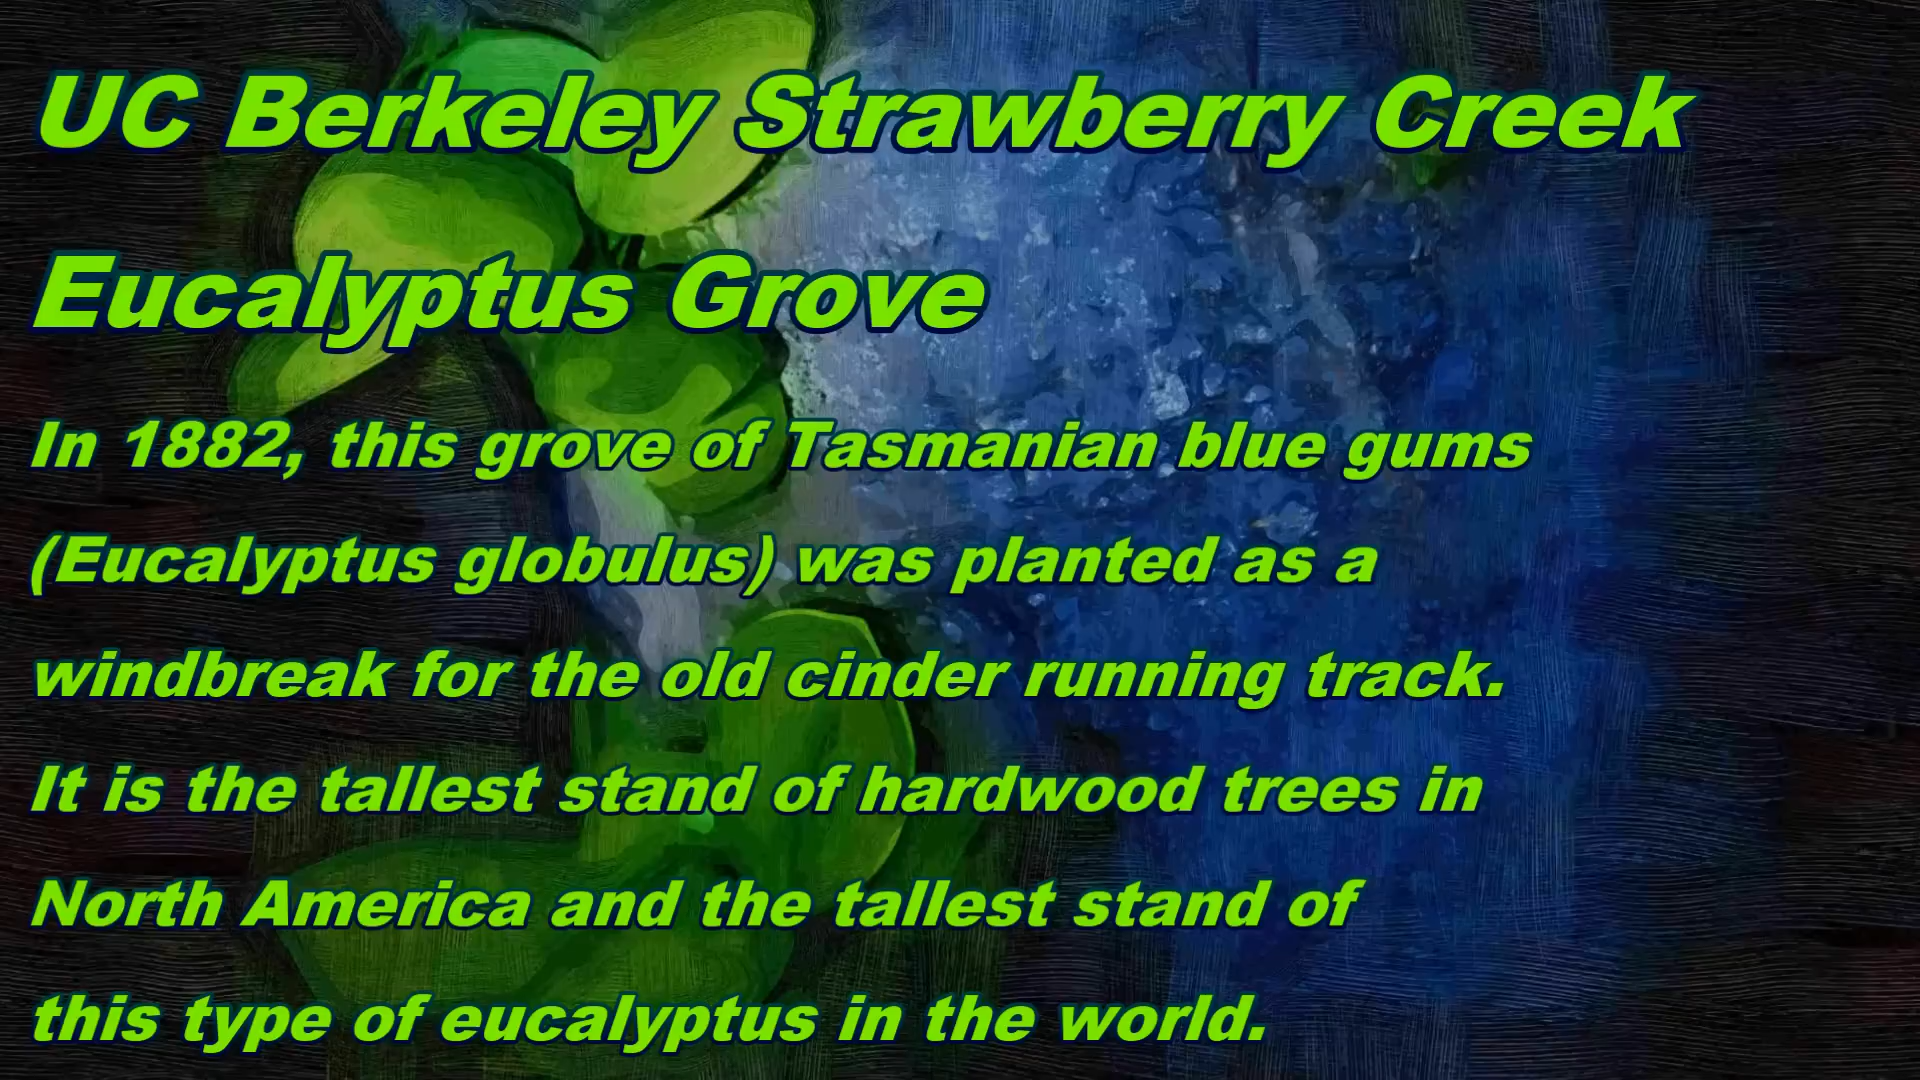 UC Berkeley Strawberry Creek
Eucalyptus Grove
In 1882, this grove of Tasmanian blue gums
(Eucalyptus globulus) was planted as a
windbreak for the old cinder running track.
It is the tallest stand of hardwood trees in
North America and the tallest stand of
this type of eucalyptus in the world.